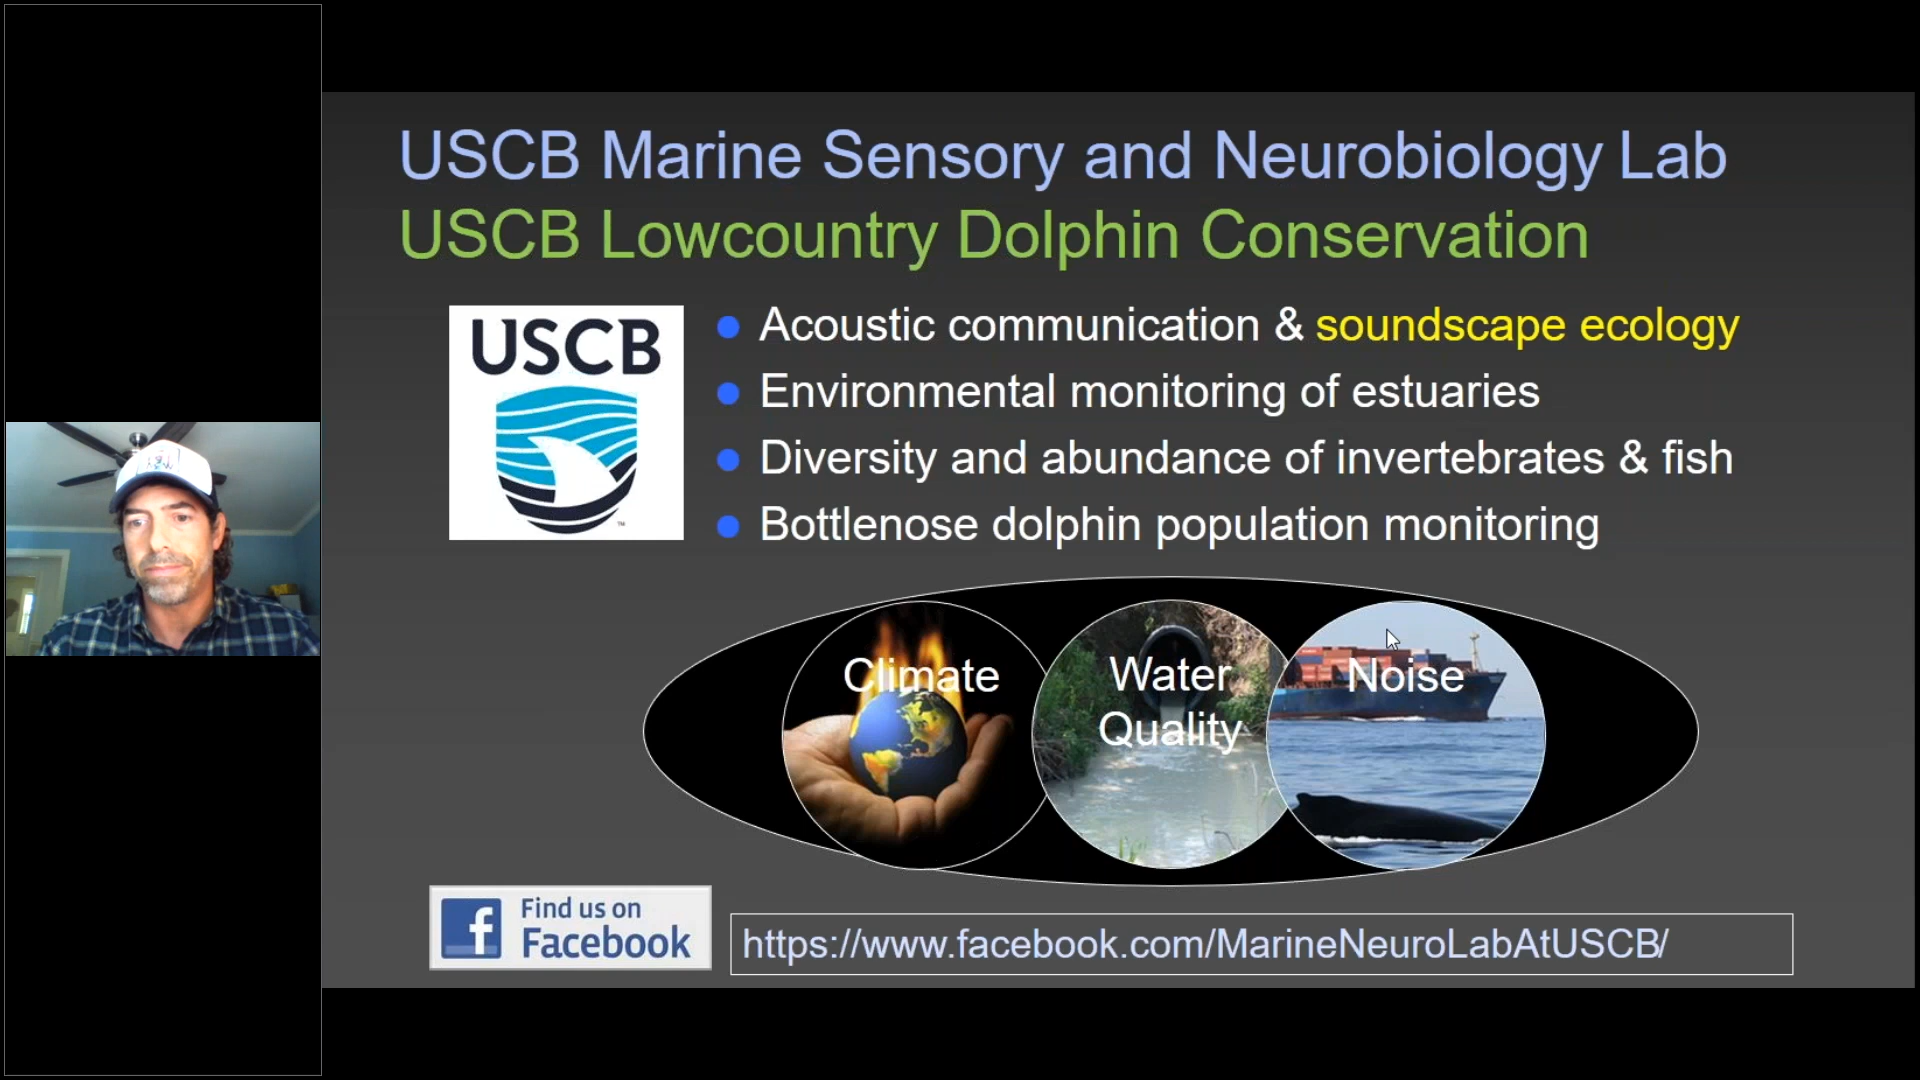 USCB Marine Sensory and Neurobiology Lab
USCB Lowcountry Dolphin Conservation
USCB
™
Acoustic communication & soundscape ecology
Environmental monitoring of estuaries
Diversity and abundance of invertebrates & fish
Bottlenose dolphin population monitoring
Climate
Water
Quality
Noise
f
Find us on
Facebook
https://www.facebook.com/MarineNeuroLabAtUSCB/